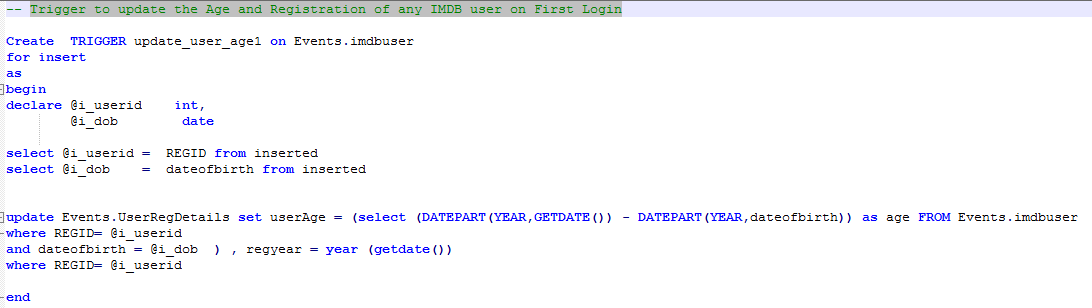 -- Trigger to update the Age and Registration of any IMDB user on First Login
Create  TRIGGER update_user_age1 on Events.imdbuser
for insert
as
begin
declare @i_userid    int,
        @i_dob        date
select @i_userid =  REGID from inserted
select @i_dob    =  dateofbirth from inserted
update Events.UserRegDetails set userAge = (select (DATEPART(YEAR,GETDATE()) - DATEPART(YEAR,dateofbirth)) as age FROM Events.imdbuser
where REGID= @i_userid
and dateofbirth = @i_dob  ) , regyear = year (getdate())
where REGID= @i_userid
end